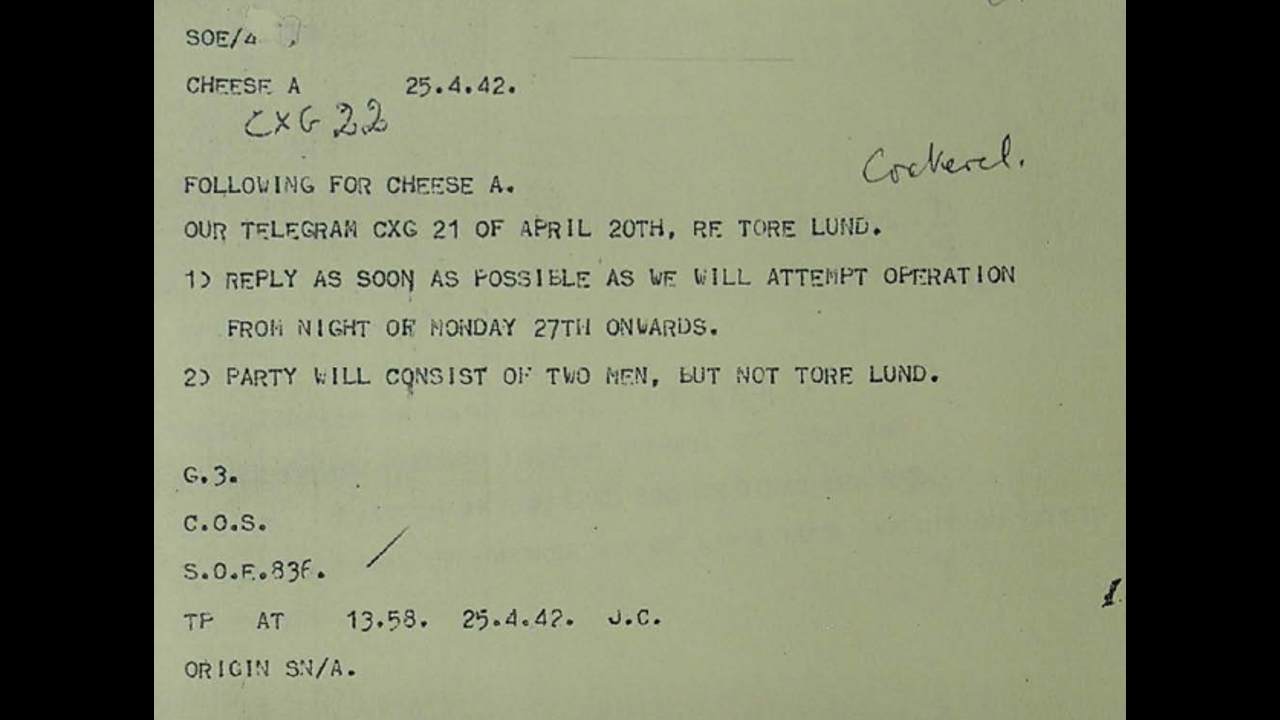 SOE/4
CHEESE A 25.4.42.
CXG 22
Cockerel.
FOLLOWING FOR CHEESE A.
OUR TELEGRAM CXG 21 OF APRIL 20TH, RE TORE LUND.
1) REPLY AS SOON AS POSSIBLE AS WE WILL ATTEMPT OPERATION
FROM NIGHT OF MONDAY 27TH ONWARDS.
2) PARTY WILL CONSIST OF TWO MEN, BUT NOT TORE LUND.
G.3.
C.O.S.
S.O.E.836.
TP AT 13.58. 25.4.42. J.C.
ORIGIN SN/A.